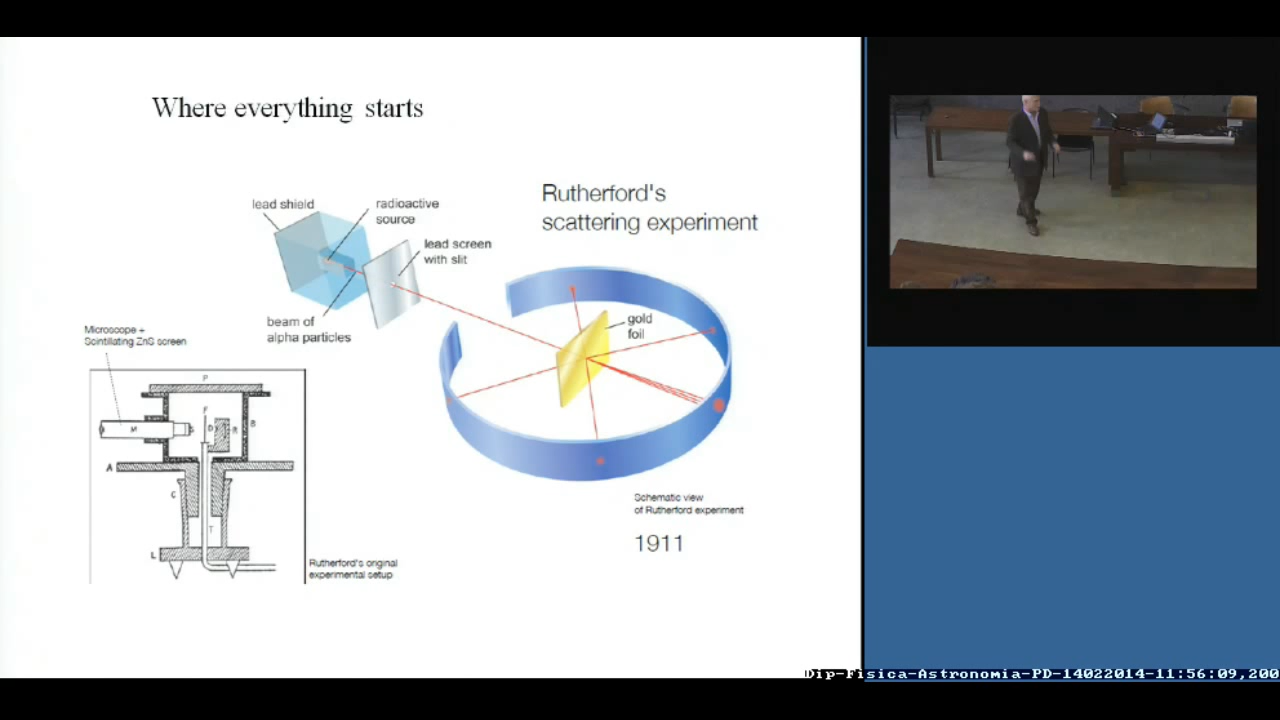 Where everything starts
Rutherford's
scattering experiment
lead shield
radioactive
source
lead screen
with slit
beam of
alpha particles
gold
foil
Microscope +
Scintillating ZnS screen
P
F
M
S
D
R
B
A
C
T
L
Rutherford's original
experimental setup
Schematic view
of Rutherford experiment
1911
Dip-Fisica-Astronomia-PD-14022014-11:56:09,200